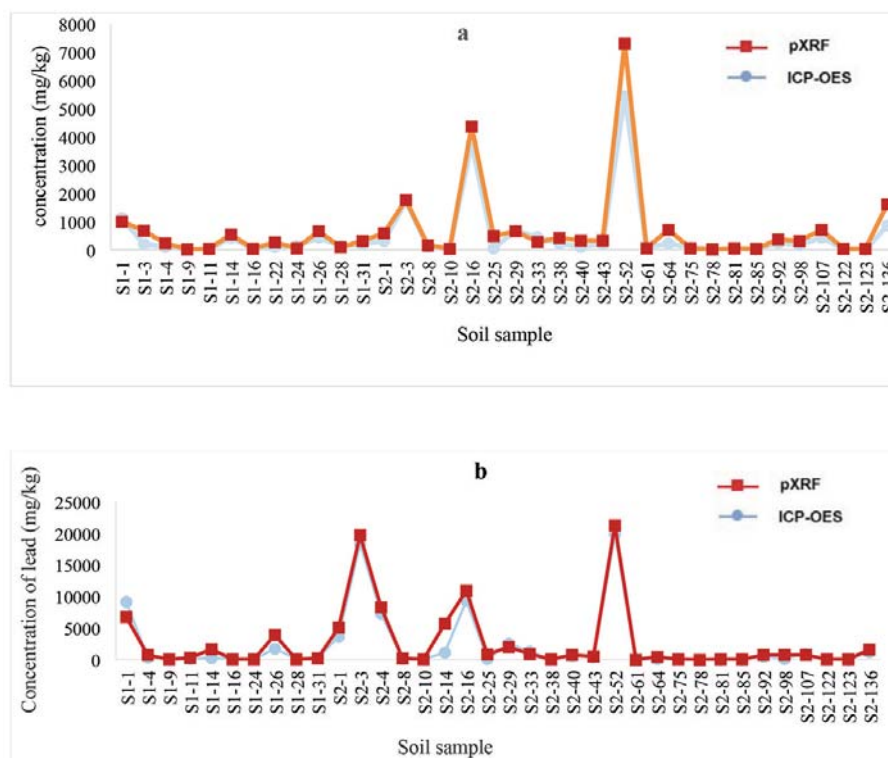 a
8000
7000
6000
5000
4000
3000
2000
1000
0
concentration (mg/kg)
pXRF
ICP-OES
S1-1
S1-3
S1-4
S1-9
S1-11
S1-14
S1-16
S1-22
S1-24
S1-26
S1-28
S1-31
S2-1
S2-3
S2-8
S2-10
S2-16
S2-25
S2-29
S2-33
S2-38
S2-40
S2-43
S2-52
S2-61
S2-64
S2-75
S2-78
S2-81
S2-85
S2-92
S2-98
S2-107
S2-122
S2-123
S2-136
Soil sample
b
25000
20000
15000
10000
5000
0
Concentration of lead (mg/kg)
pXRF
ICP-OES
S1-1
S1-4
S1-9
S1-11
S1-14
S1-16
S1-24
S1-26
S1-28
S1-31
S2-1
S2-3
S2-4
S2-8
S2-10
S2-14
S2-16
S2-25
S2-29
S2-33
S2-38
S2-40
S2-43
S2-52
S2-61
S2-64
S2-75
S2-78
S2-81
S2-85
S2-92
S2-98
S2-107
S2-122
S2-123
S2-136
Soil sample